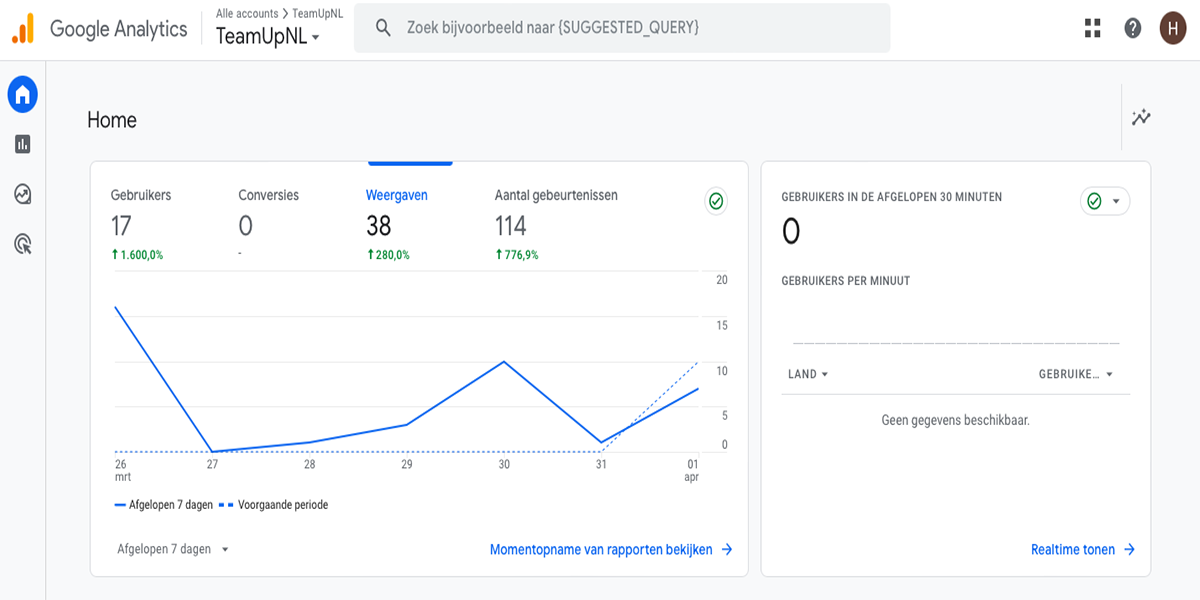 Google Analytics
Alle accounts > TeamUpNL
TeamUpNL
Zoek bijvoorbeeld naar {SUGGESTED_QUERY}
H
Home
Gebruikers
17
1.600,0%
Conversies
0
-
Weergaven
38
280,0%
Aantal gebeurtenissen
114
776,9%
20
15
10
5
0
26 mrt
27
28
29
30
31
01 apr
Afgelopen 7 dagen
Voorgaande periode
Afgelopen 7 dagen
Momentopname van rapporten bekijken
GEBRUIKERS IN DE AFGELOPEN 30 MINUTEN
0
GEBRUIKERS PER MINUUT
LAND
GEBRUIKE...
Geen gegevens beschikbaar.
Realtime tonen